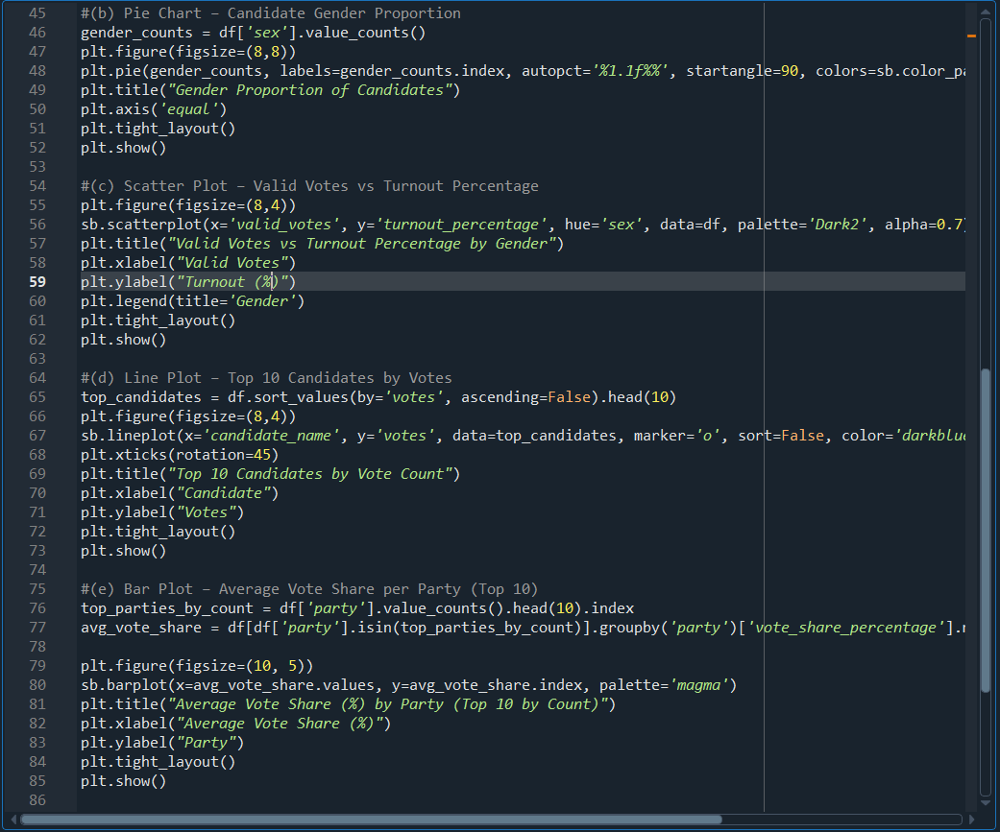 45 #(b) Pie Chart – Candidate Gender Proportion
46 gender_counts = df['sex'].value_counts()
47 plt.figure(figsize=(8,8))
48 plt.pie(gender_counts, labels=gender_counts.index, autopct='%1.1f%%', startangle=90, colors=sb.color_pa
49 plt.title("Gender Proportion of Candidates")
50 plt.axis('equal')
51 plt.tight_layout()
52 plt.show()
53
54 #(c) Scatter Plot – Valid Votes vs Turnout Percentage
55 plt.figure(figsize=(8,4))
56 sb.scatterplot(x='valid_votes', y='turnout_percentage', hue='sex', data=df, palette='Dark2', alpha=0.7)
57 plt.title("Valid Votes vs Turnout Percentage by Gender")
58 plt.xlabel("Valid Votes")
59 plt.ylabel("Turnout (%)")
60 plt.legend(title='Gender')
61 plt.tight_layout()
62 plt.show()
63
64 #(d) Line Plot – Top 10 Candidates by Votes
65 top_candidates = df.sort_values(by='votes', ascending=False).head(10)
66 plt.figure(figsize=(8,4))
67 sb.lineplot(x='candidate_name', y='votes', data=top_candidates, marker='o', sort=False, color='darkblue
68 plt.xticks(rotation=45)
69 plt.title("Top 10 Candidates by Vote Count")
70 plt.xlabel("Candidate")
71 plt.ylabel("Votes")
72 plt.tight_layout()
73 plt.show()
74
75 #(e) Bar Plot – Average Vote Share per Party (Top 10)
76 top_parties_by_count = df['party'].value_counts().head(10).index
77 avg_vote_share = df[df['party'].isin(top_parties_by_count)].groupby('party')['vote_share_percentage'].
78
79 plt.figure(figsize=(10, 5))
80 sb.barplot(x=avg_vote_share.values, y=avg_vote_share.index, palette='magma')
81 plt.title("Average Vote Share (%) by Party (Top 10 by Count)")
82 plt.xlabel("Average Vote Share (%)")
83 plt.ylabel("Party")
84 plt.tight_layout()
85 plt.show()
86